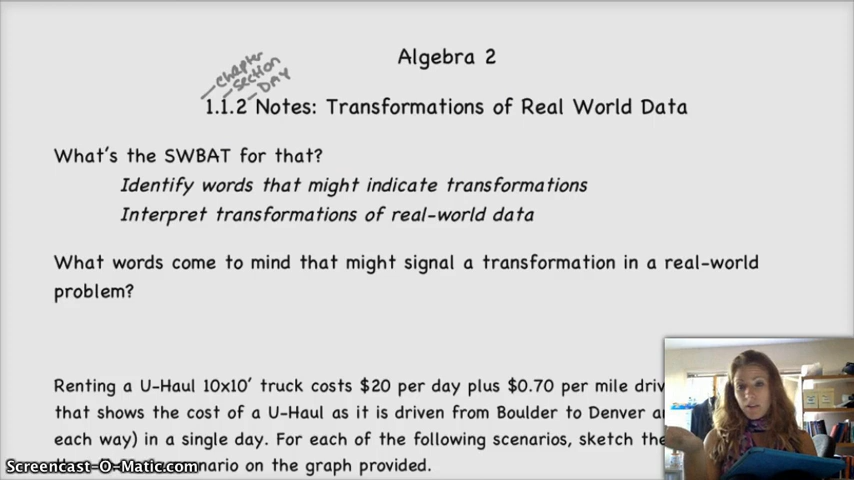 Algebra 2
chapter
section
DAY
1.1.2 Notes: Transformations of Real World Data
What's the SWBAT for that?
Identify words that might indicate transformations
Interpret transformations of real-world data
What words come to mind that might signal a transformation in a real-world
problem?
Renting a U-Haul 10x10' truck costs $20 per day plus $0.70 per mile
that shows the cost of a U-Haul as it is driven from Boulder to Denver
each way) in a single day. For each of the following scenarios, sketch the
on the graph provided.
Screencast-O-Matic.com